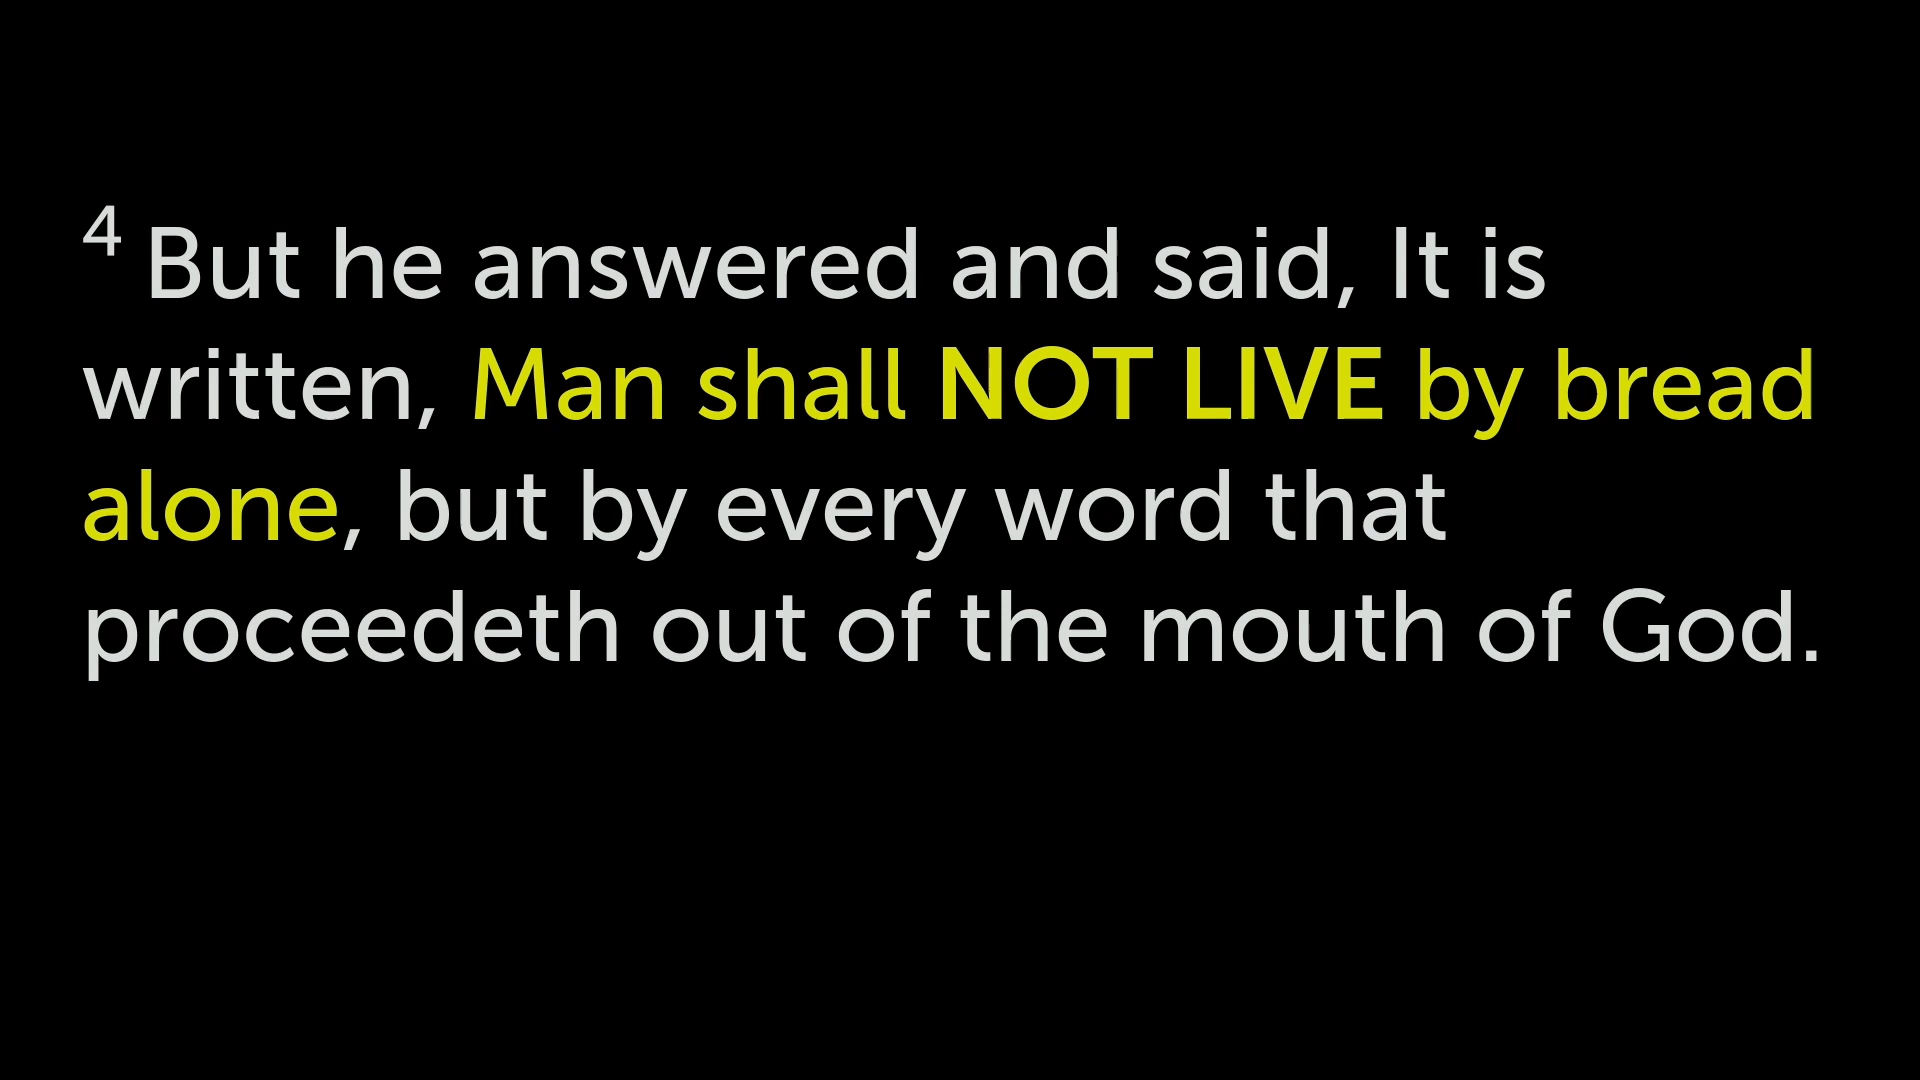 4 But he answered and said, It is
written, Man shall NOT LIVE by bread
alone, but by every word that
proceedeth out of the mouth of God.